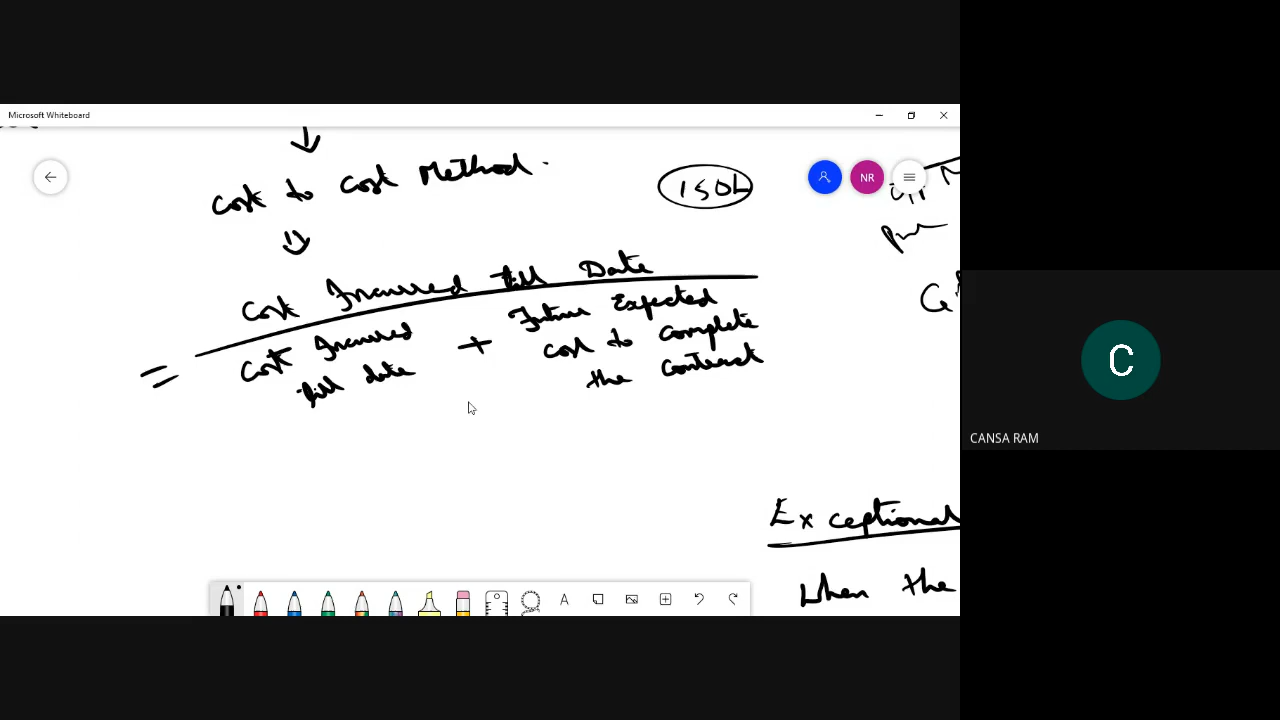 Microsoft Whiteboard
Cost to Cost Method.
150L
Cost Incurred till Date
Cost Incurred + Future Expected
till date cost to complete
the contract
=
NR
C
CANSA RAM
Exceptional
When the
A